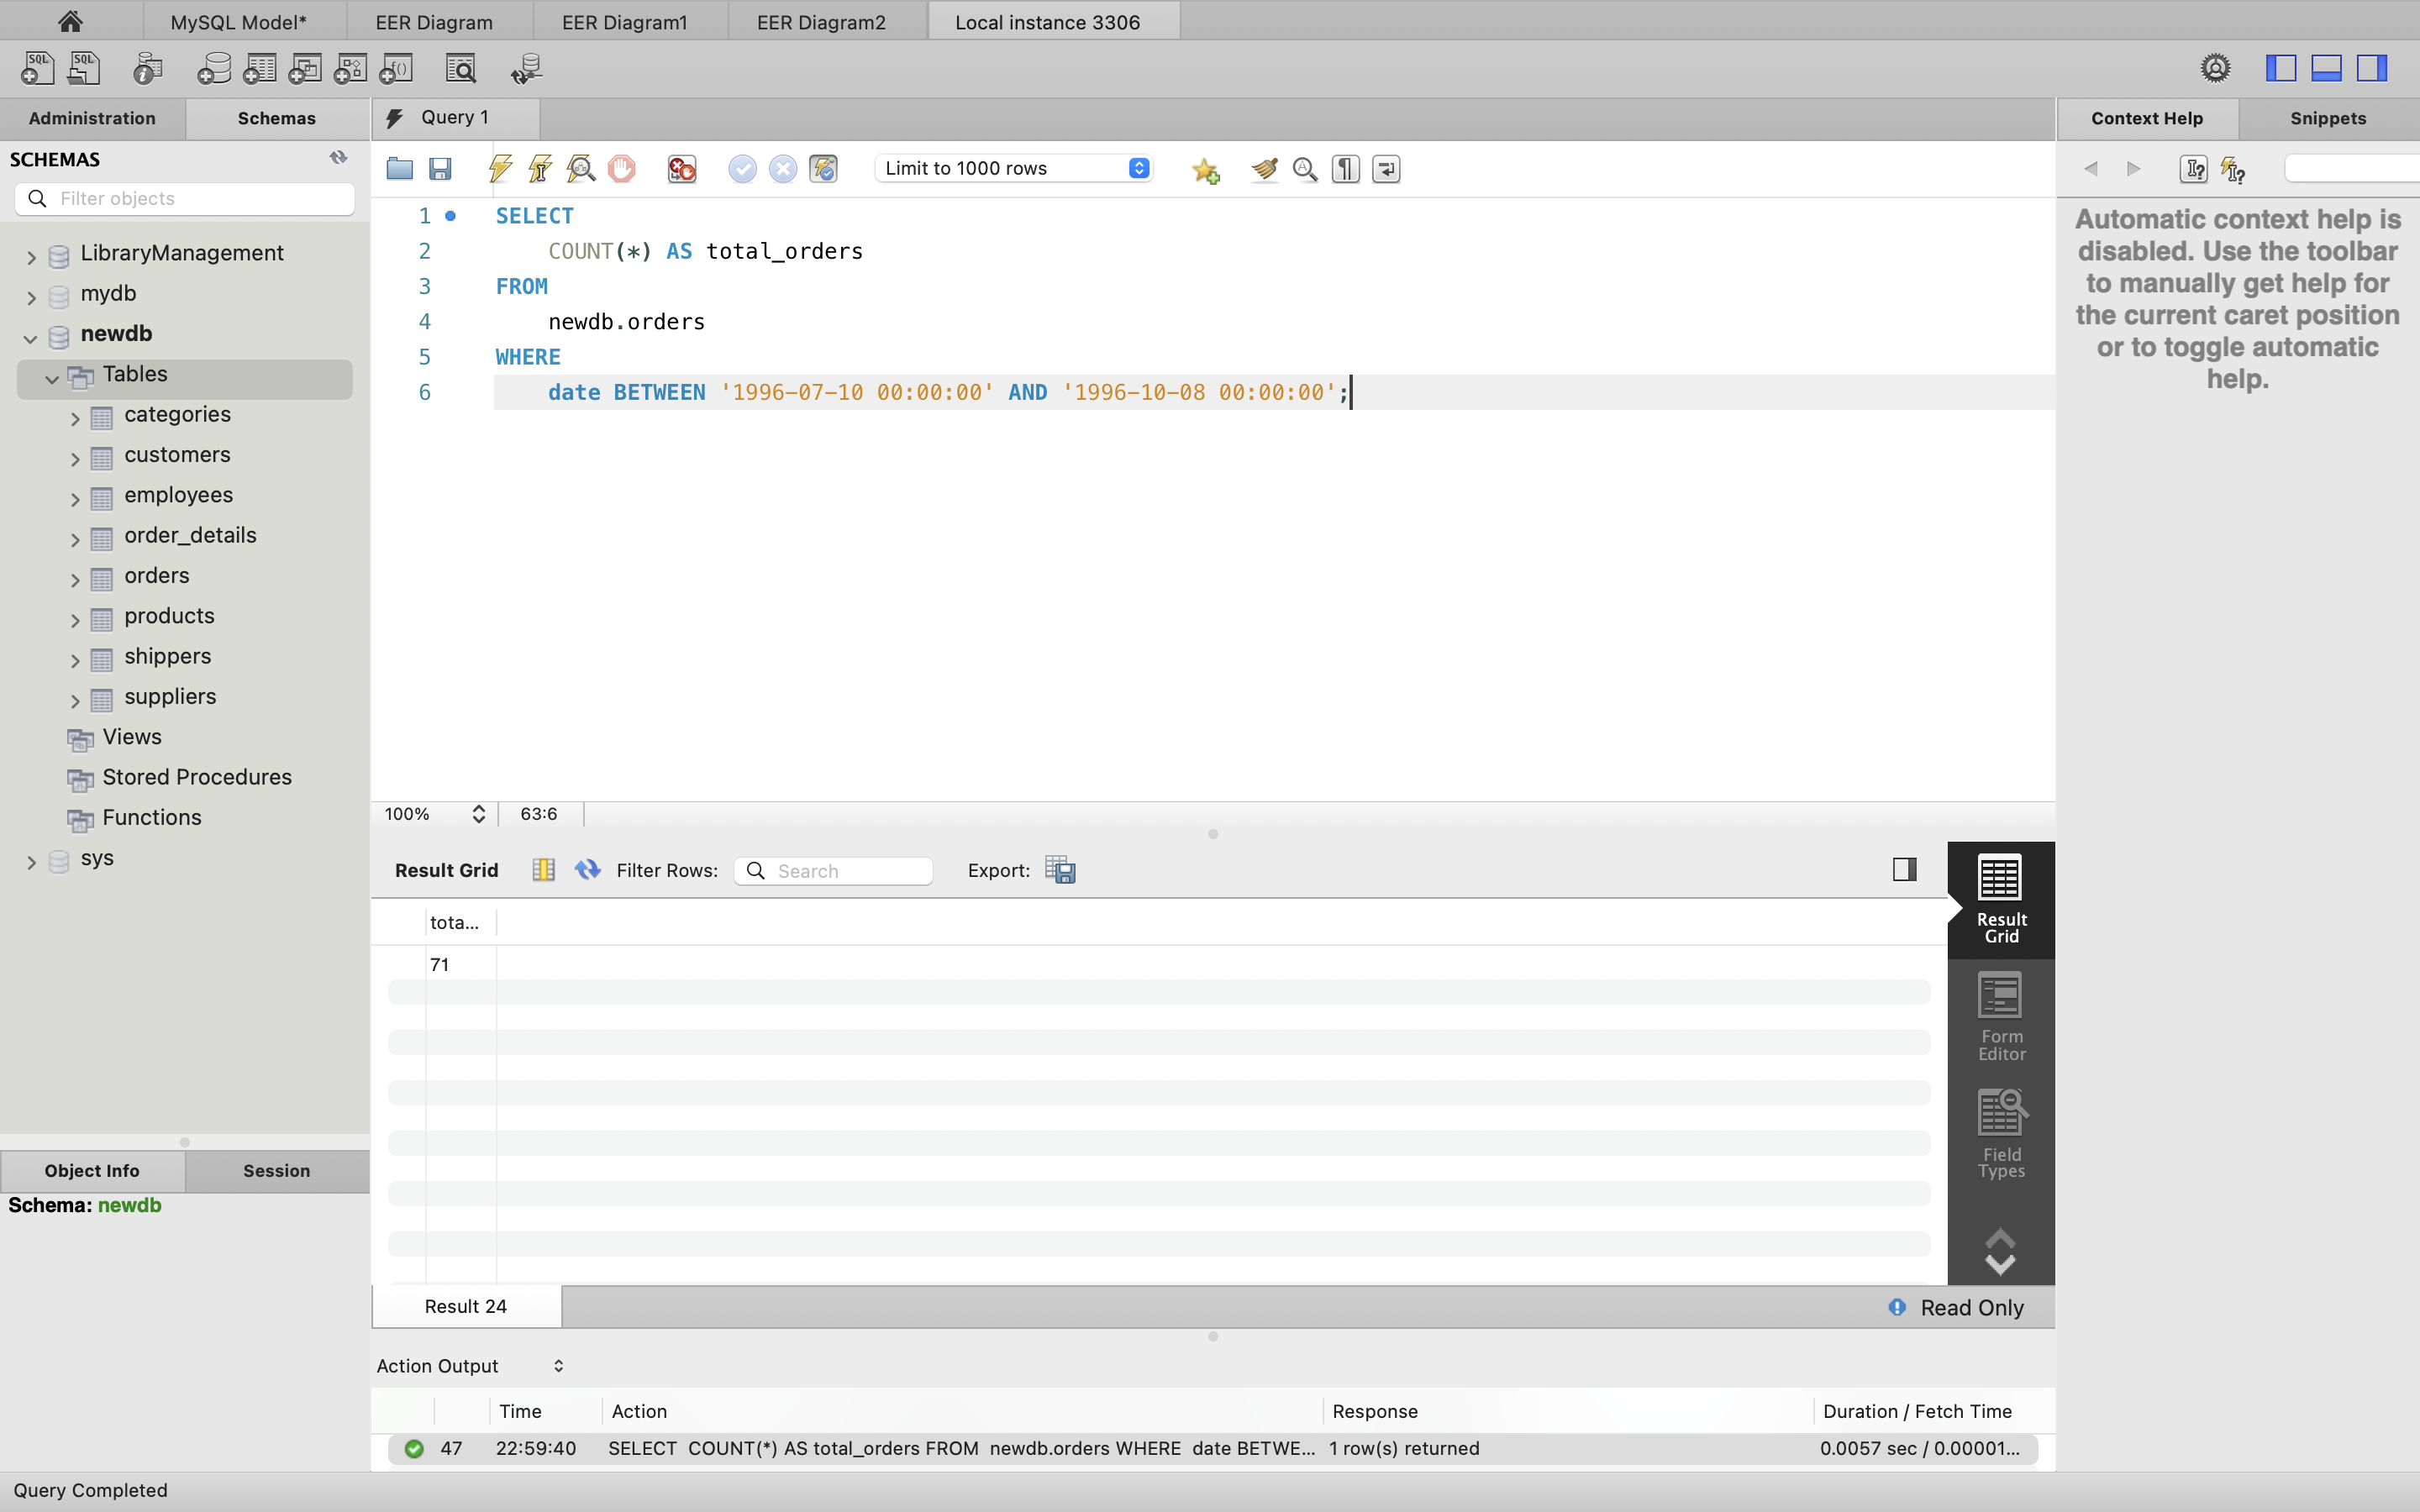 MySQL Model*
EER Diagram
EER Diagram1
EER Diagram2
Local instance 3306
Administration
Schemas
SCHEMAS
Filter objects
LibraryManagement
mydb
newdb
Tables
categories
customers
employees
order_details
orders
products
shippers
suppliers
Views
Stored Procedures
Functions
sys
Object Info
Session
Schema: newdb
Query 1
Limit to 1000 rows
1 SELECT
2 COUNT(*) AS total_orders
3 FROM
4 newdb.orders
5 WHERE
6 date BETWEEN '1996-07-10 00:00:00' AND '1996-10-08 00:00:00';
100%
63:6
Result Grid
Filter Rows:
Search
Export:
tota...
71
Result
Grid
Form
Editor
Field
Types
Result 24
Read Only
Action Output
Time
Action
Response
Duration / Fetch Time
47
22:59:40
SELECT COUNT(*) AS total_orders FROM newdb.orders WHERE date BETWE...
1 row(s) returned
0.0057 sec / 0.00001...
Context Help
Snippets
Automatic context help is
disabled. Use the toolbar
to manually get help for
the current caret position
or to toggle automatic
help.
Query Completed